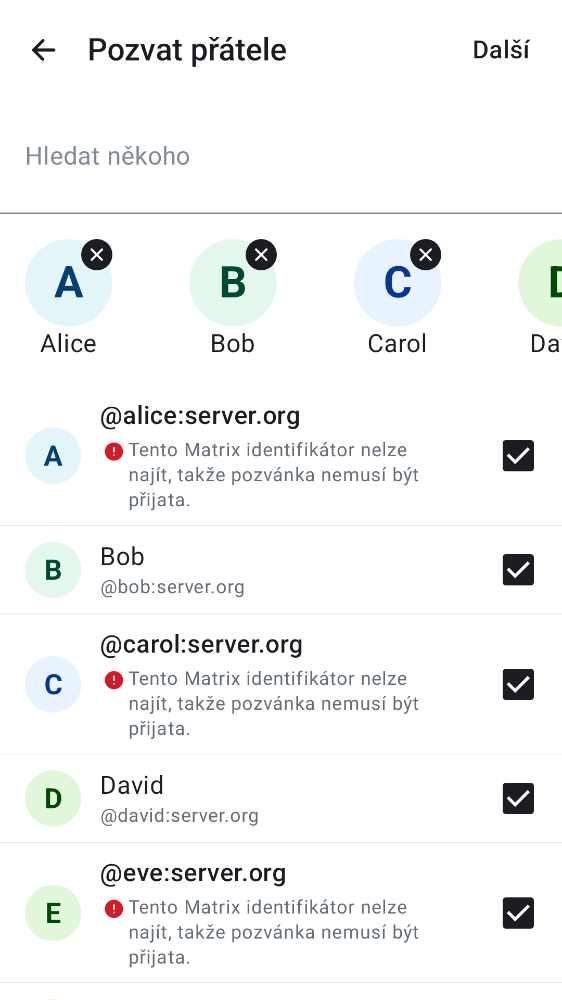 Pozvat přátele
Další
Hledat někoho
A
B
C
Alice
Bob
Carol
A
@alice:server.org
Tento Matrix identifikátor nelze
najít, takže pozvánka nemusí být
přijata.
B
Bob
@bob:server.org
C
@carol:server.org
Tento Matrix identifikátor nelze
najít, takže pozvánka nemusí být
přijata.
D
David
@david:server.org
E
@eve:server.org
Tento Matrix identifikátor nelze
najít, takže pozvánka nemusí být
přijata.